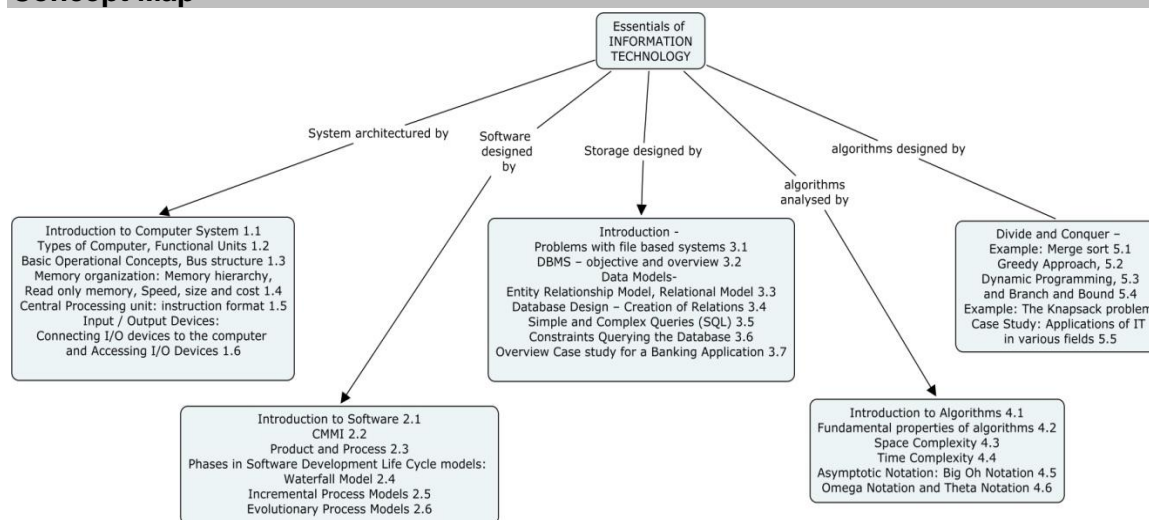 Concept Map
Essentials of
INFORMATION
TECHNOLOGY
System architectured by
Software
designed
by
Storage designed by
algorithms
analysed by
algorithms designed by
Introduction to Computer System 1.1
Types of Computer, Functional Units 1.2
Basic Operational Concepts, Bus structure 1.3
Memory organization: Memory hierarchy,
Read only memory, Speed, size and cost 1.4
Central Processing unit: instruction format 1.5
Input / Output Devices:
Connecting I/O devices to the computer
and Accessing I/O Devices 1.6
Introduction to Software 2.1
CMMI 2.2
Product and Process 2.3
Phases in Software Development Life Cycle models:
Waterfall Model 2.4
Incremental Process Models 2.5
Evolutionary Process Models 2.6
Introduction -
Problems with file based systems 3.1
DBMS – objective and overview 3.2
Data Models-
Entity Relationship Model, Relational Model 3.3
Database Design – Creation of Relations 3.4
Simple and Complex Queries (SQL) 3.5
Constraints Querying the Database 3.6
Overview Case study for a Banking Application 3.7
Introduction to Algorithms 4.1
Fundamental properties of algorithms 4.2
Space Complexity 4.3
Time Complexity 4.4
Asymptotic Notation: Big Oh Notation 4.5
Omega Notation and Theta Notation 4.6
Divide and Conquer –
Example: Merge sort 5.1
Greedy Approach, 5.2
Dynamic Programming, 5.3
and Branch and Bound 5.4
Example: The Knapsack problem
Case Study: Applications of IT
in various fields 5.5